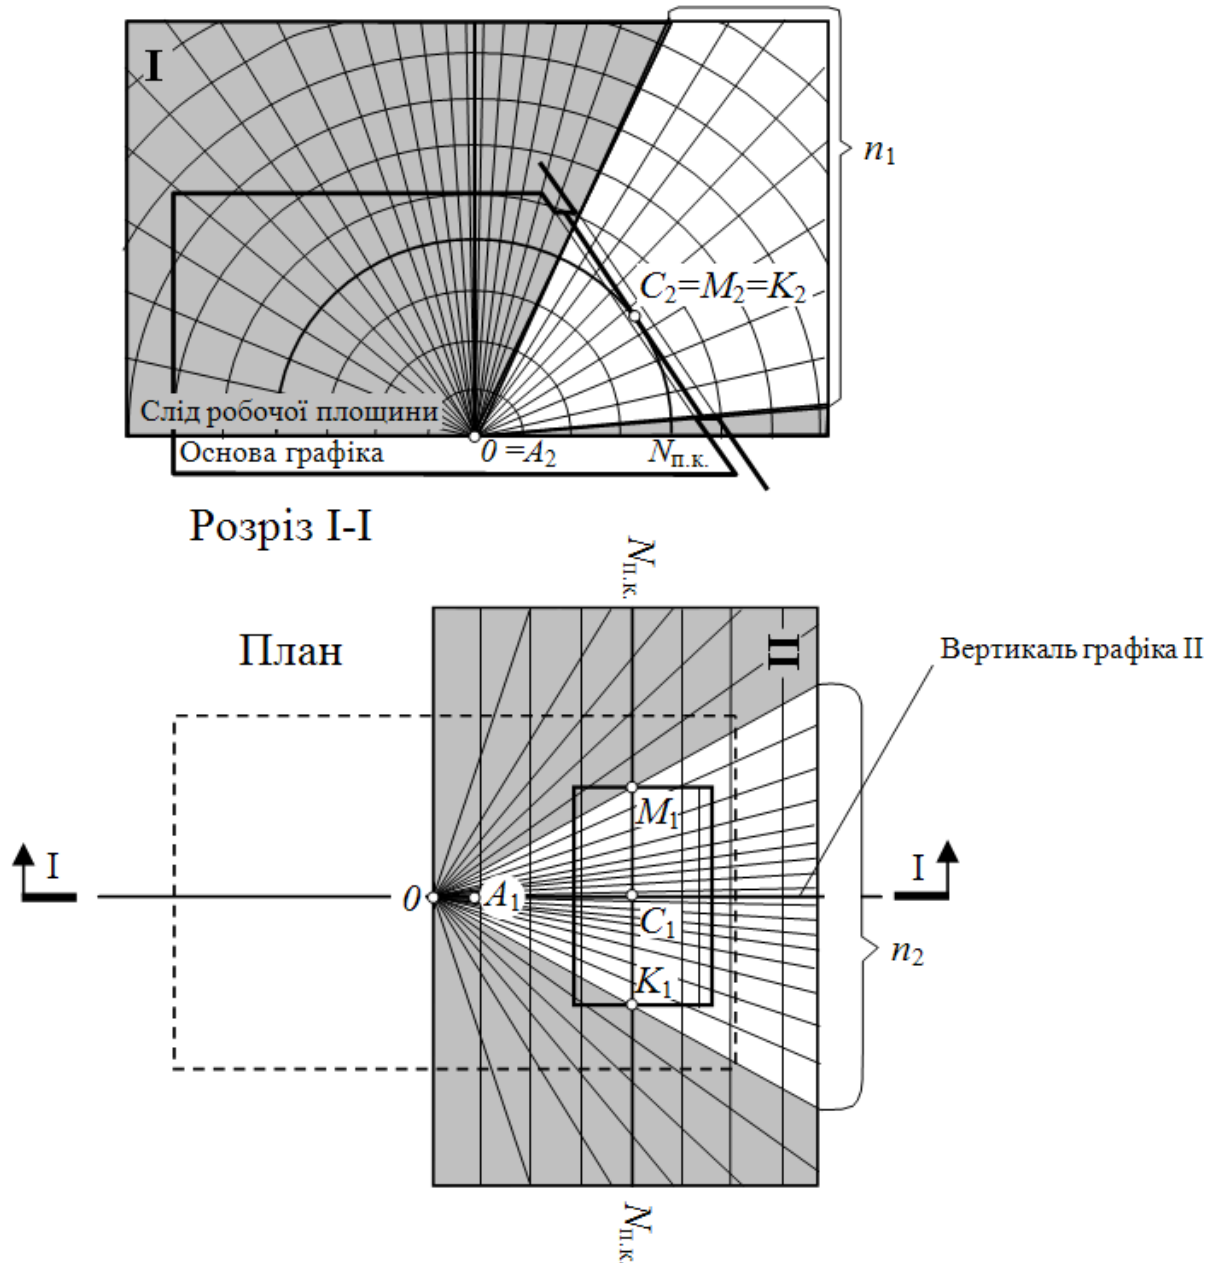 I
n1
C2=M2=K2
Слід робочої площини
Основа графіка
0 =A2
Nп.к.
Розріз I-I
Nп.к.
План
II
Вертикаль графіка II
M1
I
I
0
A1
C1
n2
K1
Nп.к.